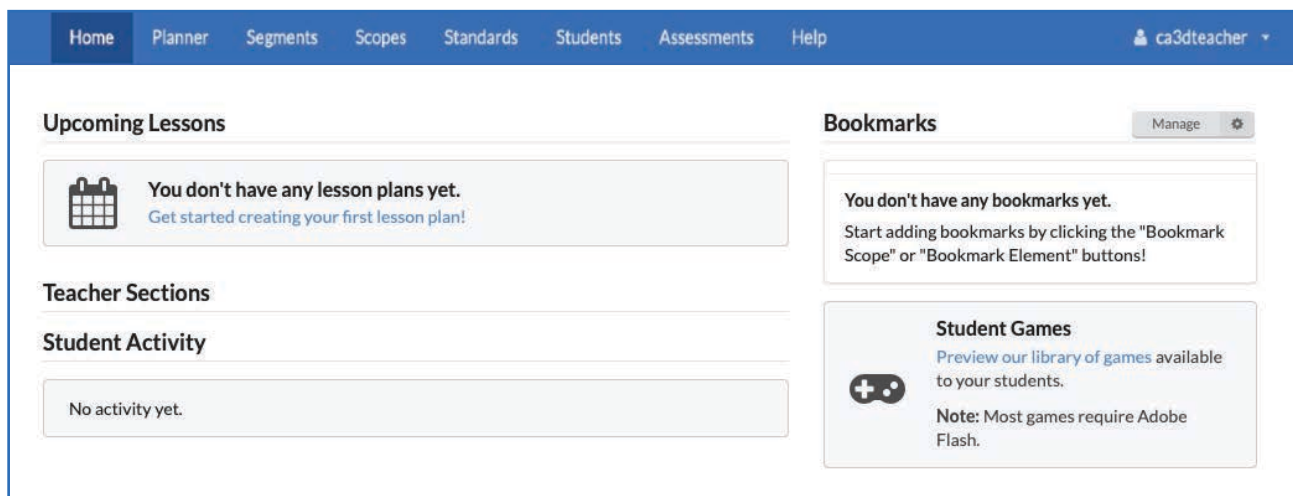 Home Planner Segments Scopes Standards Students Assessments Help ca3dteacher
Upcoming Lessons
You don't have any lesson plans yet.
Get started creating your first lesson plan!
Teacher Sections
Student Activity
No activity yet.
Bookmarks
Manage
You don't have any bookmarks yet.
Start adding bookmarks by clicking the "Bookmark
Scope" or "Bookmark Element" buttons!
Student Games
Preview our library of games available
to your students.
Note: Most games require Adobe
Flash.